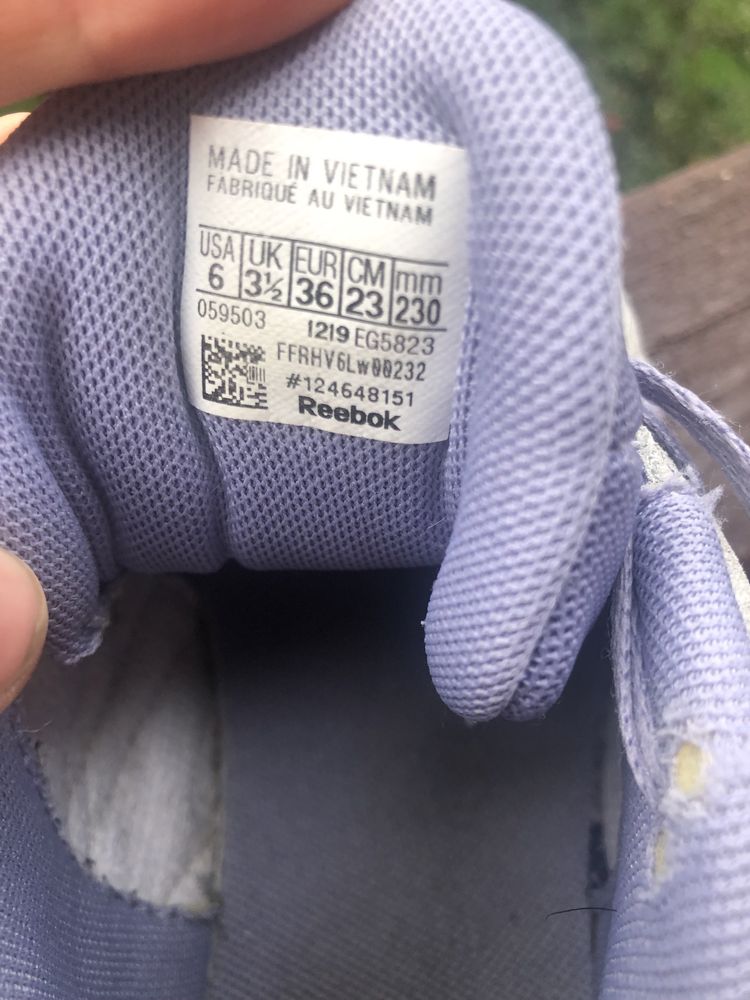 MADE IN VIETNAM
FABRIQUÉ AU VIETNAM
USA UK EUR CM mm
6 3½ 36 23 230
059503 1219 EG5823
FFRHV6LW00232
#124648151
Reebok